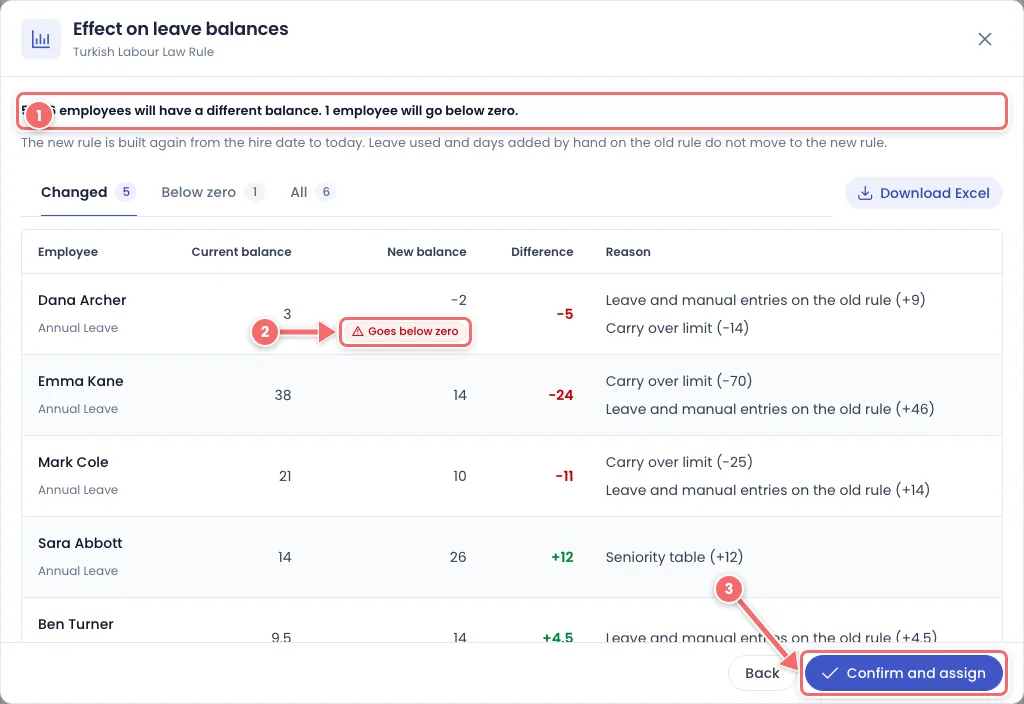 Effect on leave balances
Turkish Labour Law Rule
1
employees will have a different balance. 1 employee will go below zero.
The new rule is built again from the hire date to today. Leave used and days added by hand on the old rule do not move to the new rule.
Changed 5 Below zero 1 All 6 Download Excel
Employee Current balance New balance Difference Reason
Dana Archer
Annual Leave
3
-2
2
Goes below zero
-5
Leave and manual entries on the old rule (+9)
Carry over limit (-14)
Emma Kane
Annual Leave
38
14
-24
Carry over limit (-70)
Leave and manual entries on the old rule (+46)
Mark Cole
Annual Leave
21
10
-11
Carry over limit (-25)
Leave and manual entries on the old rule (+14)
Sara Abbott
Annual Leave
14
26
+12
Seniority table (+12)
3
Ben Turner
9.5
14
+4.5
Leave and manual entries on the old rule (+4.5)
Back Confirm and assign